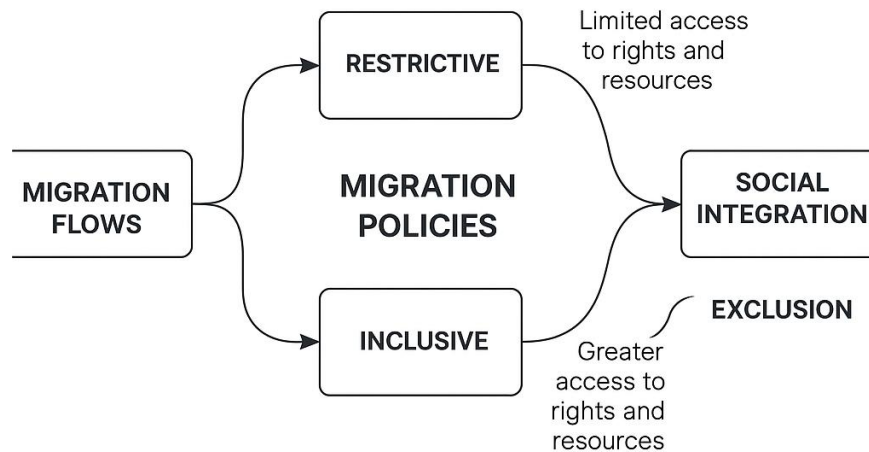 MIGRATION
FLOWS
RESTRICTIVE
MIGRATION
POLICIES
INCLUSIVE
Limited access
to rights and
resources
SOCIAL
INTEGRATION
EXCLUSION
Greater
access to
rights and
resources